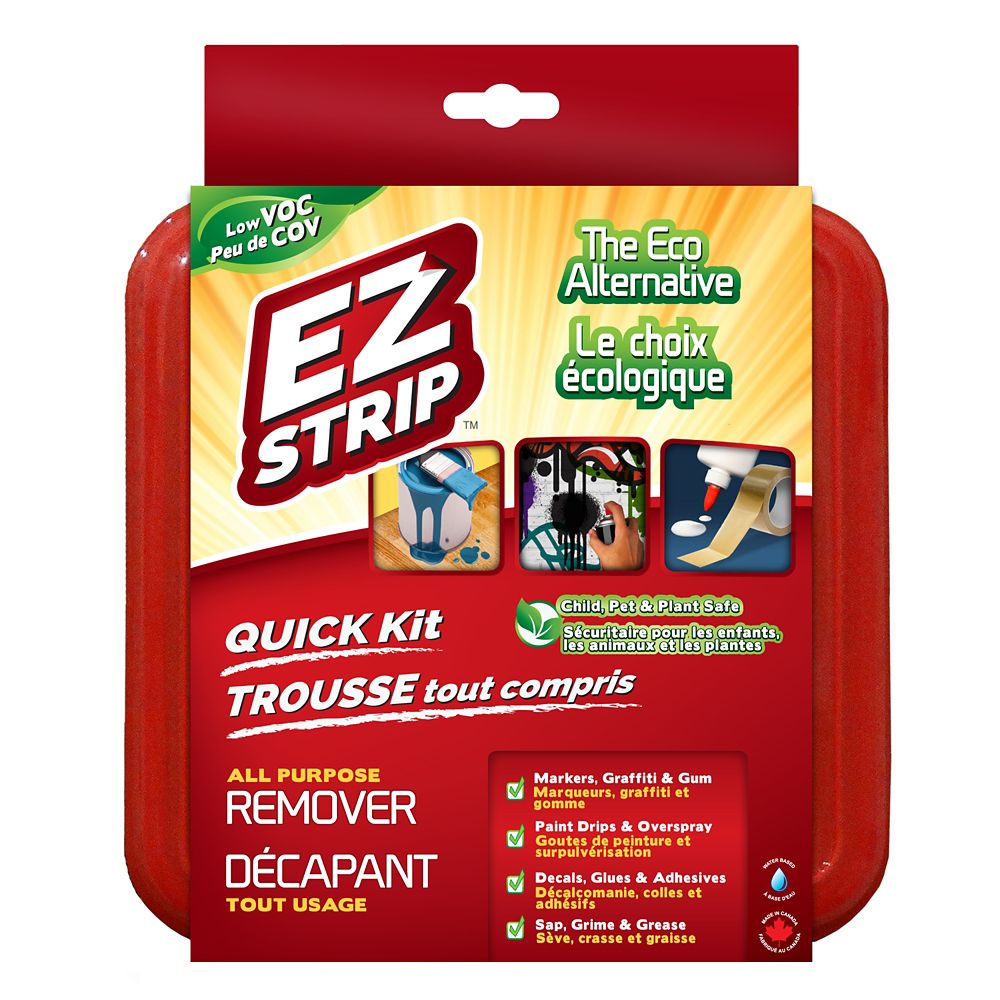 Low VOC
Peu de COV
EZ
STRIP
™
The Eco
Alternative
Le choix
écologique
Child, Pet & Plant Safe
Sécuritaire pour les enfants,
les animaux et les plantes
QUICK Kit
TROUSSE tout compris
ALL PURPOSE
REMOVER
DÉCAPANT
TOUT USAGE
Markers, Graffiti & Gum
Marqueurs, graffiti et
gomme
Paint Drips & Overspray
Goutes de peinture et
surpulvérisation
Decals, Glues & Adhesives
Décalcomanie, colles et
adhésifs
Sap, Grime & Grease
Sève, crasse et graisse
WATER BASED
À BASE D'EAU
MADE IN CANADA
FABRIQUÉ AU CANADA